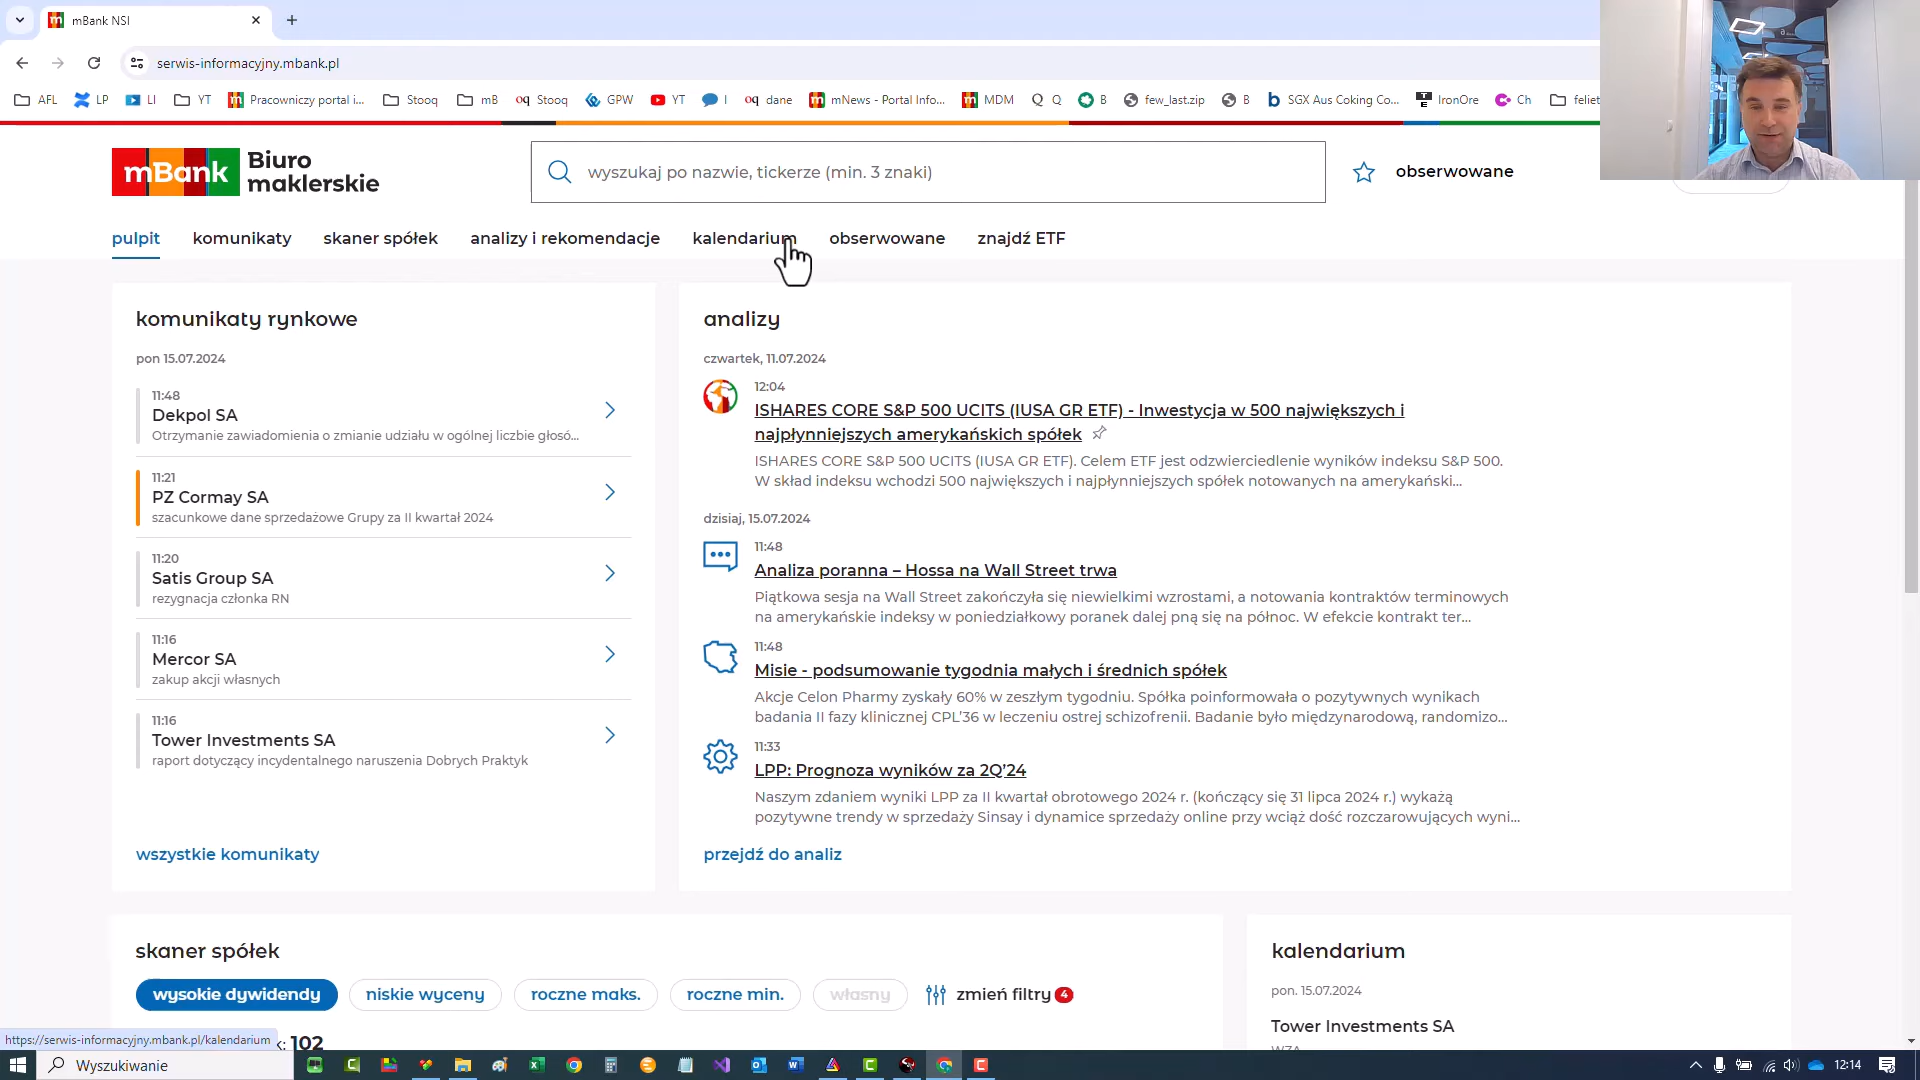 mBank NSI
serwis-informacyjny.mbank.pl
AFL LP LI YT Pracowniczy portal i... Stooq mB Stooq GPW YT I dane mNews - Portal Info... MDM Q B few_last.zip B SGX Aus Coking Co... IronOre Ch feliet
mBank Biuro
maklerskie
wyszukaj po nazwie, tickerze (min. 3 znaki)
obserwowane
pulpit komunikaty skaner spółek analizy i rekomendacje kalendarium obserwowane znajdź ETF
komunikaty rynkowe
pon 15.07.2024
11:48
Dekpol SA
Otrzymanie zawiadomienia o zmianie udziału w ogólnej liczbie głosó...
11:21
PZ Cormay SA
szacunkowe dane sprzedażowe Grupy za II kwartał 2024
11:20
Satis Group SA
rezygnacja członka RN
11:16
Mercor SA
zakup akcji własnych
11:16
Tower Investments SA
raport dotyczący incydentalnego naruszenia Dobrych Praktyk
wszystkie komunikaty
analizy
czwartek, 11.07.2024
12:04
ISHARES CORE S&P 500 UCITS (IUSA GR ETF) - Inwestycja w 500 największych i
najpłynniejszych amerykańskich spółek
ISHARES CORE S&P 500 UCITS (IUSA GR ETF). Celem ETF jest odzwierciedlenie wyników indeksu S&P 500.
W skład indeksu wchodzi 500 największych i najpłynniejszych spółek notowanych na amerykański...
dzisiaj, 15.07.2024
11:48
Analiza poranna – Hossa na Wall Street trwa
Piątkowa sesja na Wall Street zakończyła się niewielkimi wzrostami, a notowania kontraktów terminowych
na amerykańskie indeksy w poniedziałkowy poranek dalej pną się na północ. W efekcie kontrakt ter...
11:48
Misie - podsumowanie tygodnia małych i średnich spółek
Akcje Celon Pharmy zyskały 60% w zeszłym tygodniu. Spółka poinformowała o pozytywnych wynikach
badania II fazy klinicznej CPL'36 w leczeniu ostrej schizofrenii. Badanie było międzynarodową, randomizo...
11:33
LPP: Prognoza wyników za 2Q'24
Naszym zdaniem wyniki LPP za II kwartał obrotowego 2024 r. (kończący się 31 lipca 2024 r.) wykażą
pozytywne trendy w sprzedaży Sinsay i dynamice sprzedaży online przy wciąż dość rozczarowujących wyni...
przejdź do analiz
skaner spółek
wysokie dywidendy niskie wyceny roczne maks. roczne min. własny zmień filtry 4
k: 102
kalendarium
pon. 15.07.2024
Tower Investments SA
WZA
https://serwis-informacyjny.mbank.pl/kalendarium
Wyszukiwanie
12:14